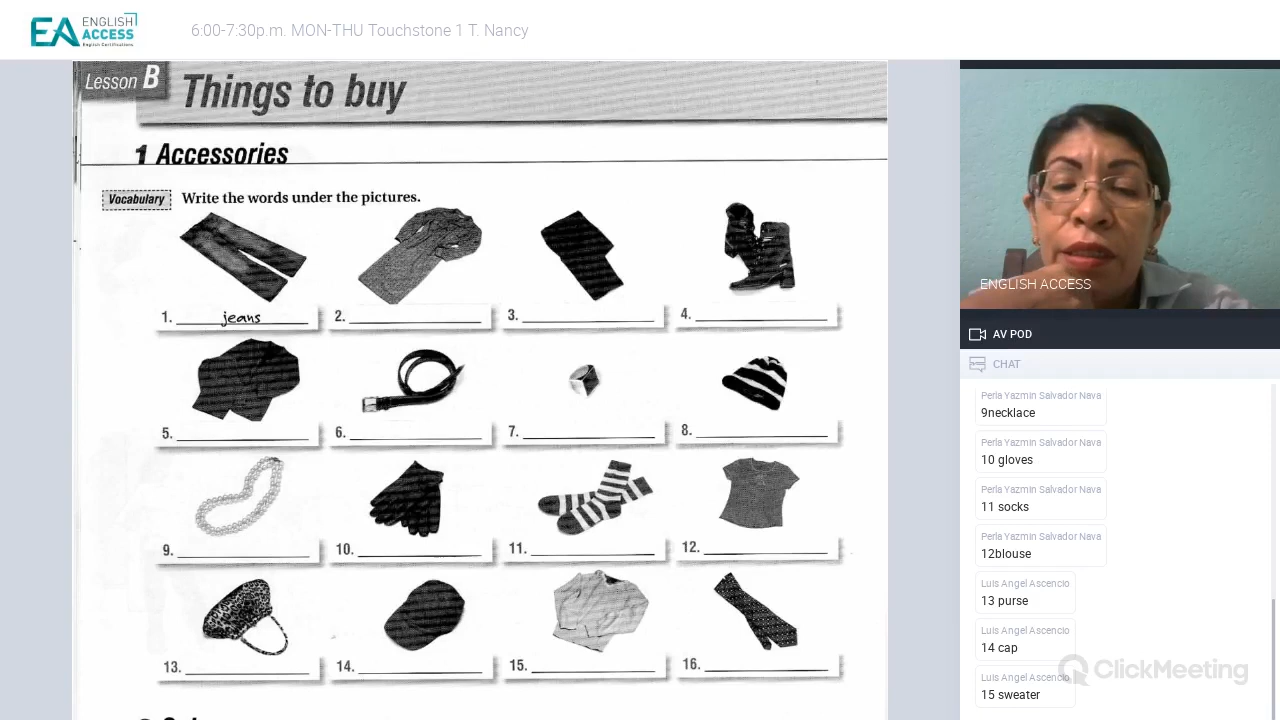 EA ENGLISH ACCESS
English Certifications
6:00-7:30p.m. MON-THU Touchstone 1 T. Nancy
Lesson B
Things to buy
1 Accessories
Vocabulary Write the words under the pictures.
1. jeans
2.
3.
4.
5.
6.
7.
8.
9.
10.
11.
12.
13.
14.
15.
16.
ENGLISH ACCESS
AV POD
CHAT
Perla Yazmin Salvador Nava
9necklace
Perla Yazmin Salvador Nava
10 gloves
Perla Yazmin Salvador Nava
11 socks
Perla Yazmin Salvador Nava
12blouse
Luis Angel Ascencio
13 purse
Luis Angel Ascencio
14 cap
Luis Angel Ascencio
15 sweater
ClickMeeting